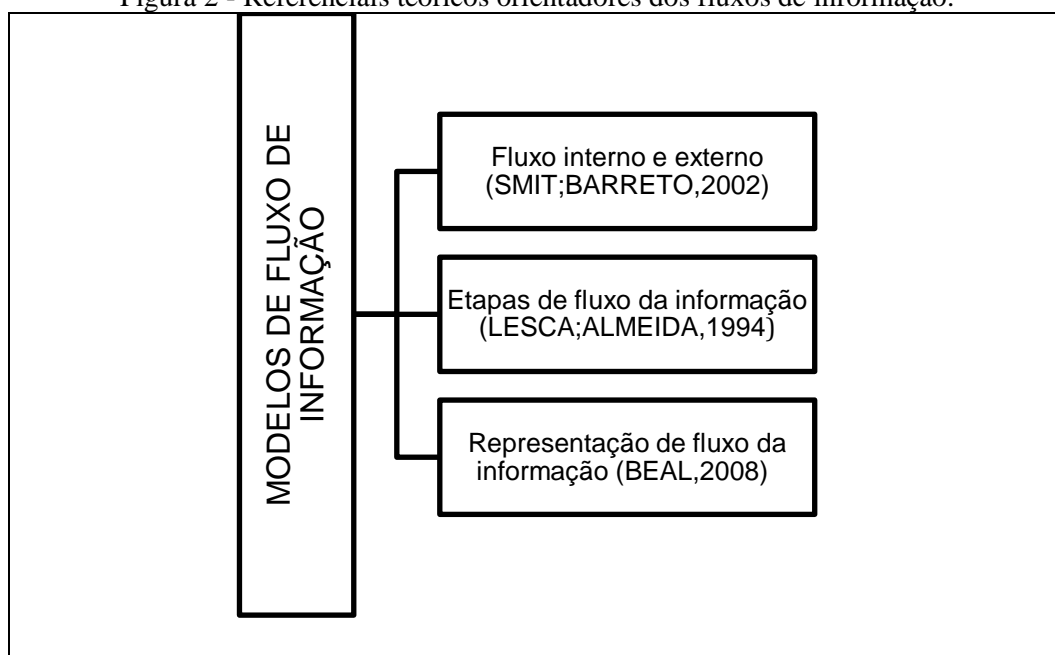 Figura 2 - Referenciais teóricos orientadores dos fluxos de informação.
MODELOS DE FLUXO DE
INFORMAÇÃO
Fluxo interno e externo
(SMIT;BARRETO,2002)
Etapas de fluxo da informação
(LESCA;ALMEIDA,1994)
Representação de fluxo da
informação (BEAL,2008)